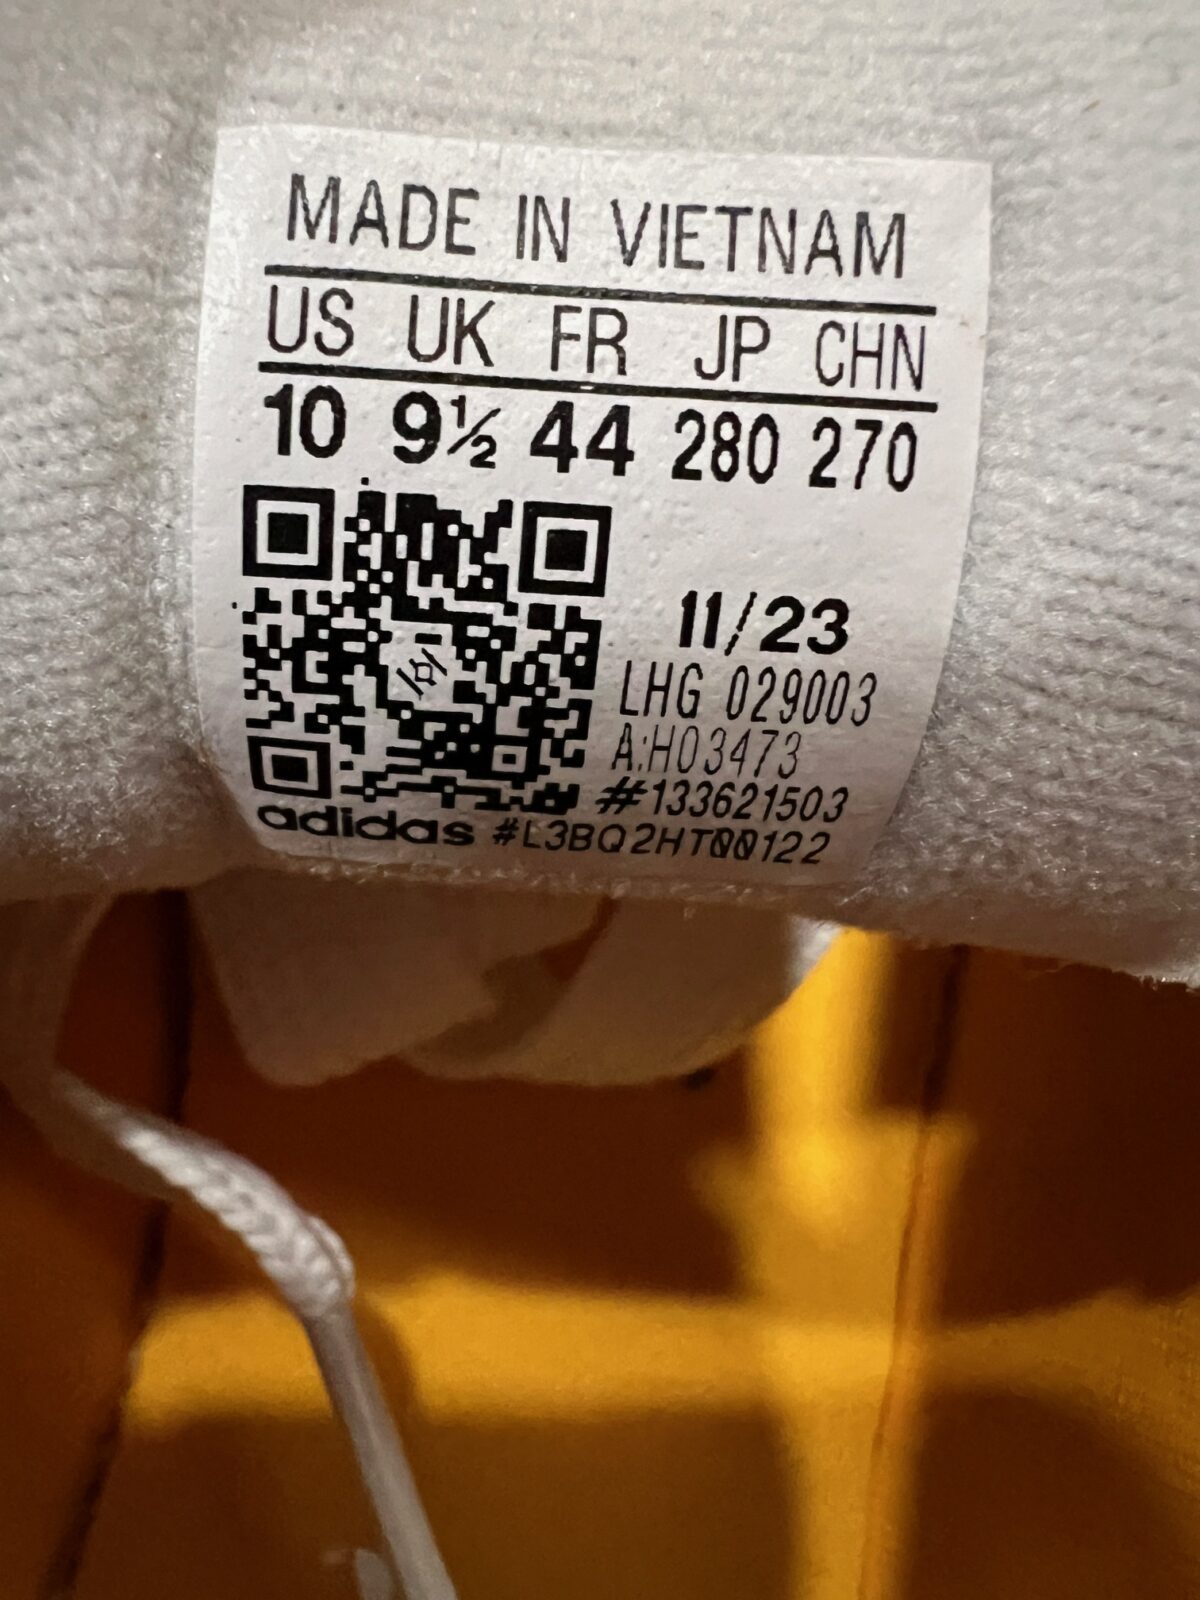 MADE IN VIETNAM
US UK FR JP CHN
10 9½ 44 280 270
11/23
LHG 029003
A:H03473
#133621503
adidas #L3BQ2HT00122